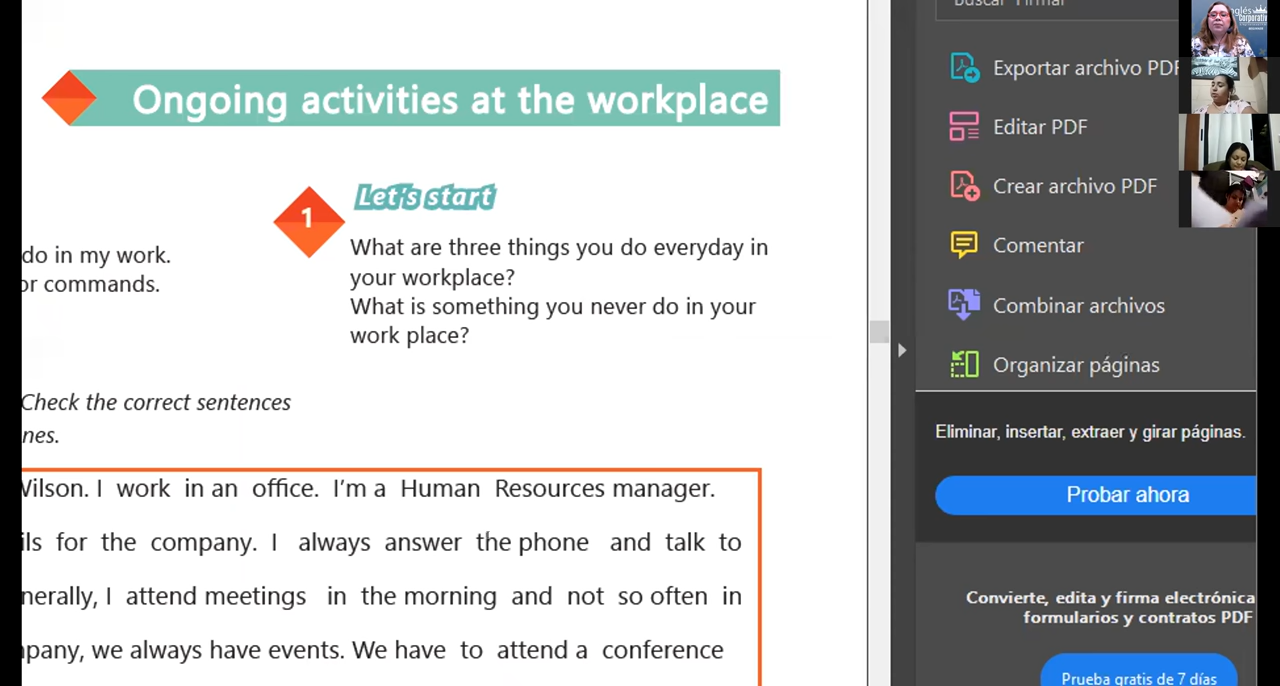 Ongoing activities at the workplace
1
Let's start
What are three things you do everyday in
your workplace?
What is something you never do in your
work place?
do in my work.
or commands.
Check the correct sentences
nes.
Wilson. I work in an office. I'm a Human Resources manager.
ils for the company. I always answer the phone and talk to
nerally, I attend meetings in the morning and not so often in
pany, we always have events. We have to attend a conference
Exportar archivo PDF
Editar PDF
Crear archivo PDF
Comentar
Combinar archivos
Organizar páginas
Eliminar, insertar, extraer y girar páginas.
Probar ahora
Convierte, edita y firma electrónica
formularios y contratos PDF
Prueba gratis de 7 días